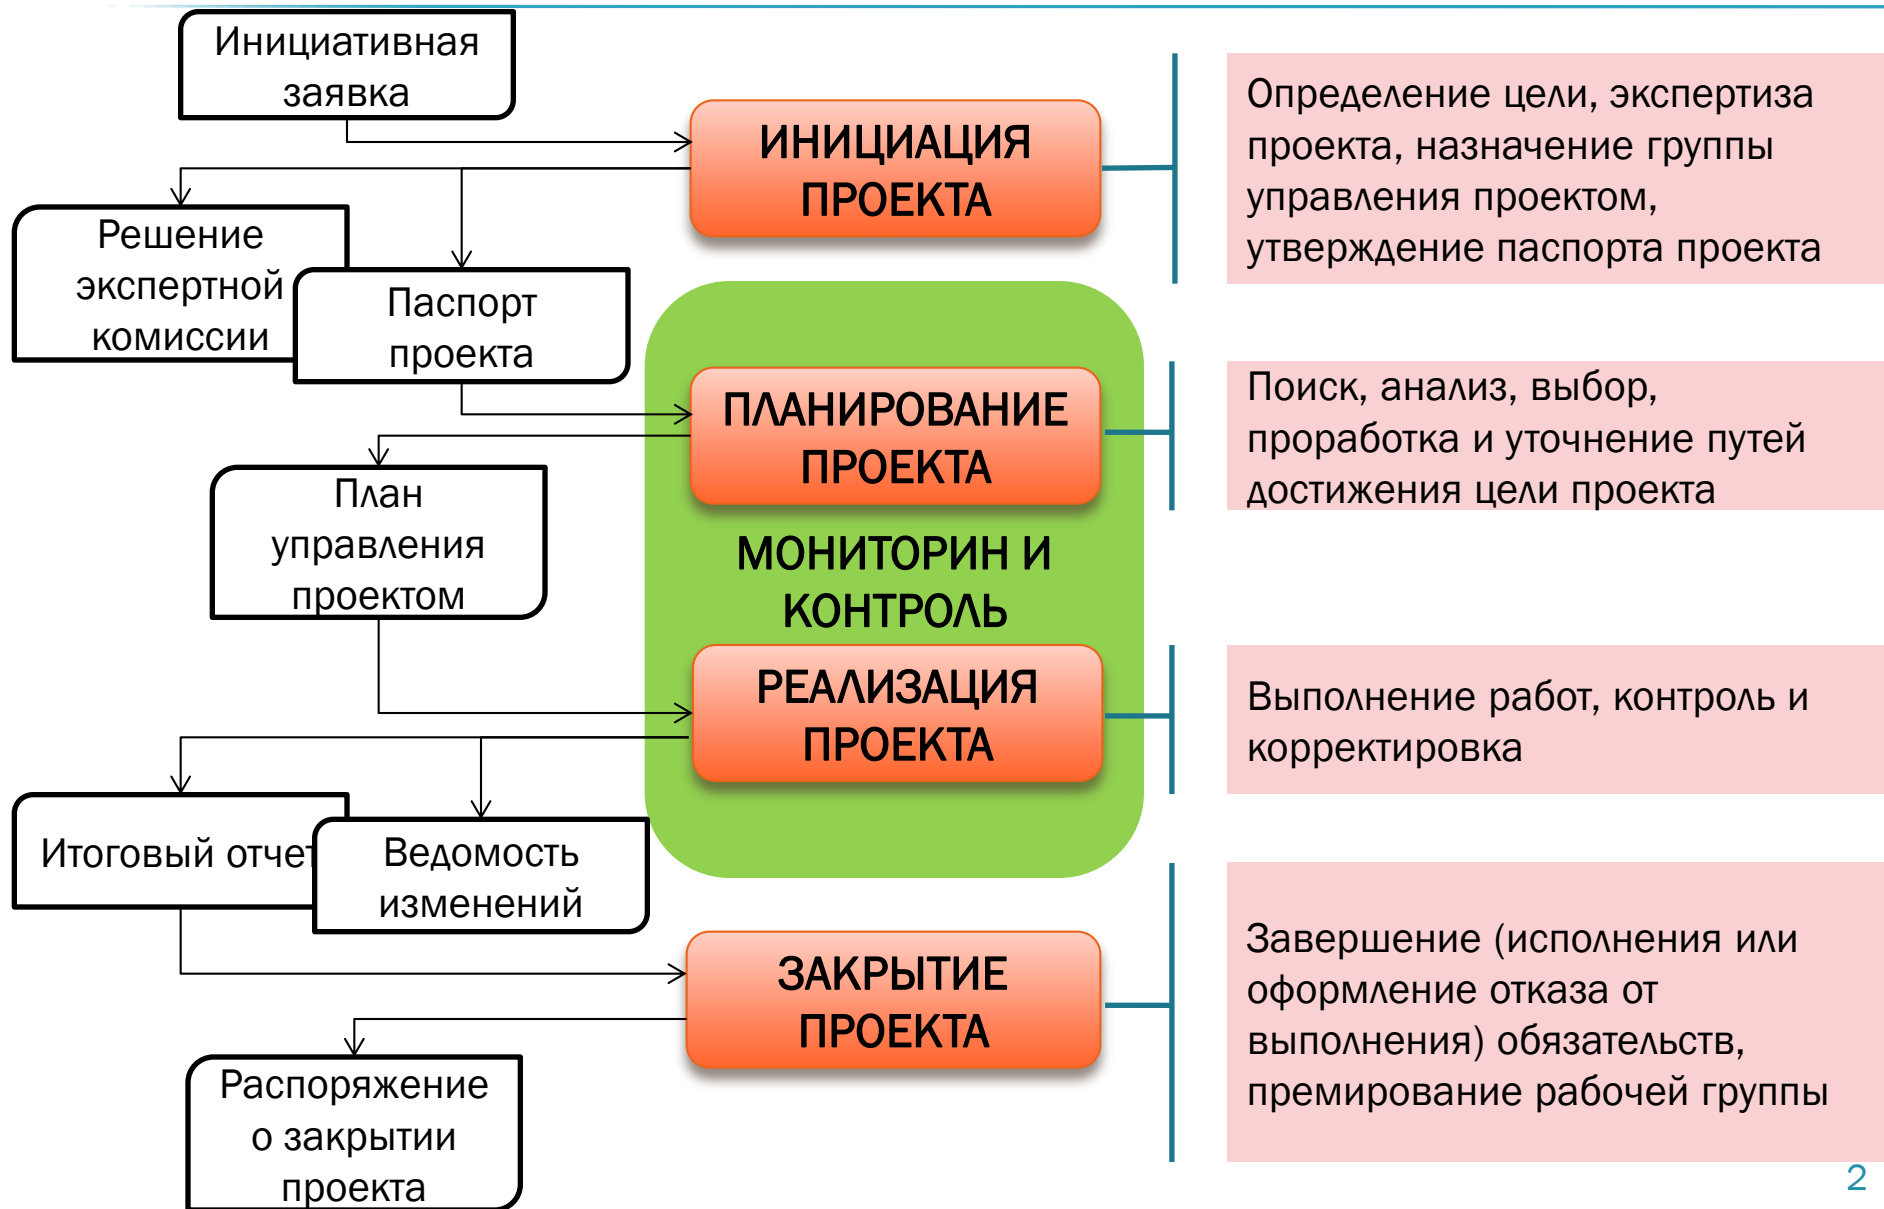 Инициативная
заявка
ИНИЦИАЦИЯ
ПРОЕКТА
Определение цели, экспертиза
проекта, назначение группы
управления проектом,
утверждение паспорта проекта
Решение
экспертной
комиссии
Паспорт
проекта
ПЛАНИРОВАНИЕ
ПРОЕКТА
Поиск, анализ, выбор,
проработка и уточнение путей
достижения цели проекта
План
управления
проектом
МОНИТОРИН И
КОНТРОЛЬ
РЕАЛИЗАЦИЯ
ПРОЕКТА
Выполнение работ, контроль и
корректировка
Итоговый отчет
Ведомость
изменений
ЗАКРЫТИЕ
ПРОЕКТА
Завершение (исполнения или
оформление отказа от
выполнения) обязательств,
премирование рабочей группы
Распоряжение
о закрытии
проекта
2